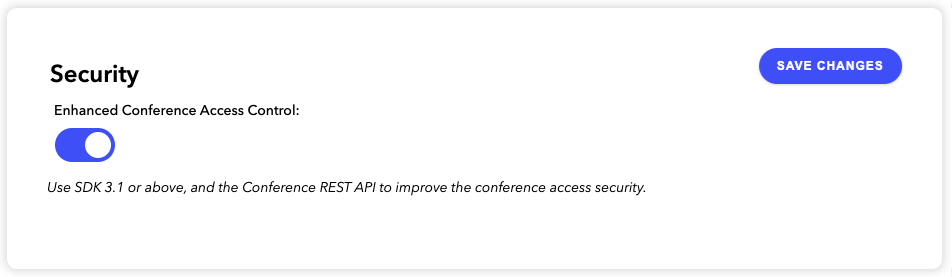 Security
SAVE CHANGES
Enhanced Conference Access Control:
Use SDK 3.1 or above, and the Conference REST API to improve the conference access security.